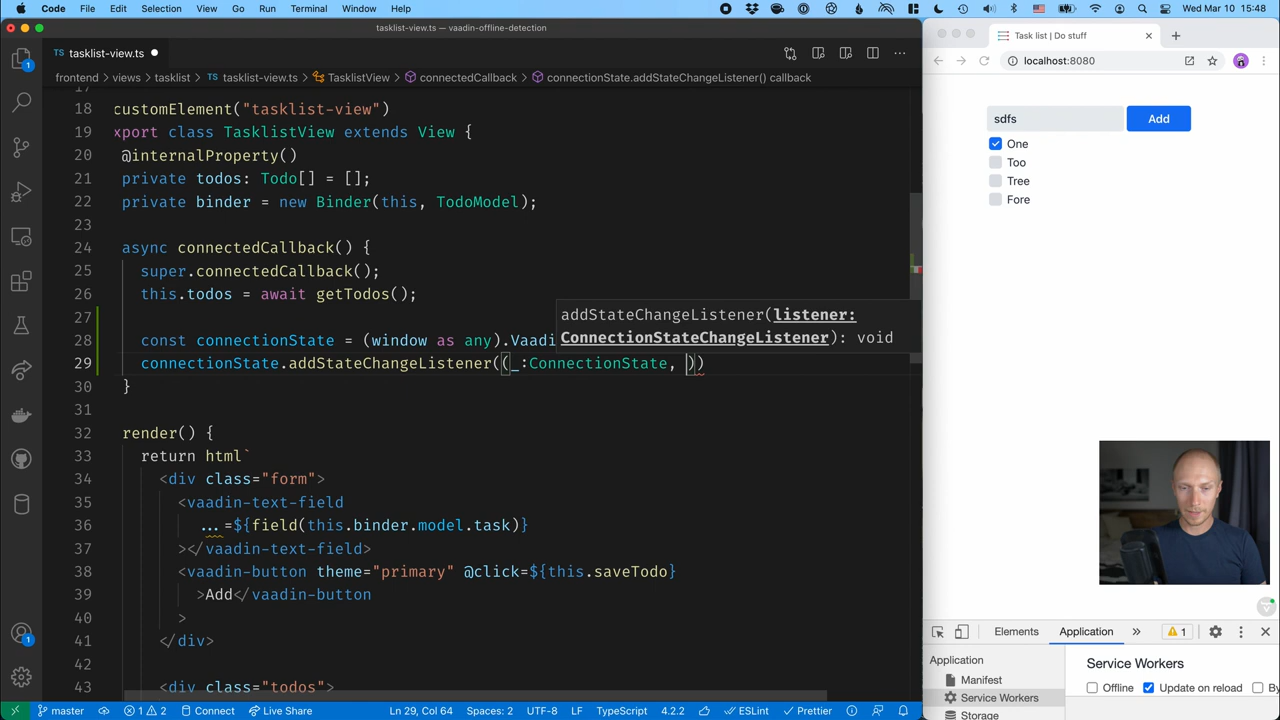 Code File Edit Selection View Go Run Terminal Window Help Wed Mar 10 15:48
tasklist-view.ts — vaadin-offline-detection
TS tasklist-view.ts
frontend > views > tasklist > TS tasklist-view.ts > TasklistView > connectedCallback > connectionState.addStateChangeListener() callback
17
18 customElement("tasklist-view")
19 xport class TasklistView extends View {
20 @internalProperty()
21 private todos: Todo[] = [];
22 private binder = new Binder(this, TodoModel);
23
24 async connectedCallback() {
25 super.connectedCallback();
26 this.todos = await getTodos();
27
addStateChangeListener(listener:
ConnectionStateChangeListener): void
28 const connectionState = (window as any).Vaadi
29 connectionState.addStateChangeListener((_:ConnectionState, ))
30 }
31
32 render() {
33 return html`
34 <div class="form">
35 <vaadin-text-field
36 ...=${field(this.binder.model.task)}
37 ></vaadin-text-field>
38 <vaadin-button theme="primary" @click=${this.saveTodo}
39 >Add</vaadin-button
40 >
41 </div>
42
43 <div class="todos">
1
1
master 1 2 Connect Live Share Ln 29, Col 64 Spaces: 2 UTF-8 LF TypeScript 4.2.2 ESLint Prettier
Task list | Do stuff
localhost:8080
sdfs Add
One
Too
Tree
Fore
Elements Application » 1
Application
Manifest
Service Workers
Storage
Service Workers
Offline Update on reload By